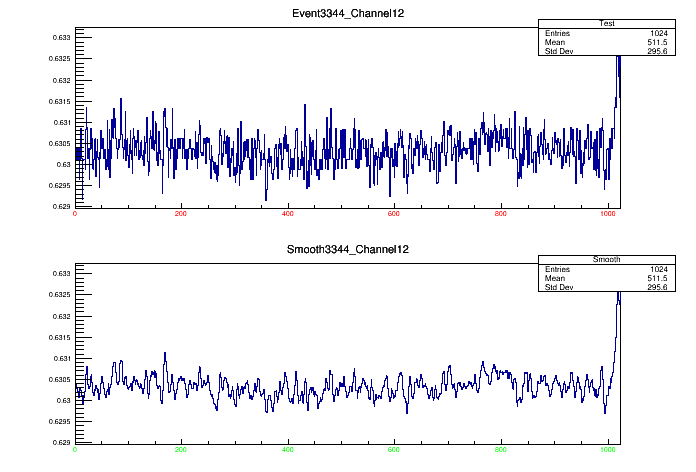 Event3344_Channel12
Test
Entries 1024
Mean 511.5
Std Dev 295.6
0.633
0.6325
0.632
0.6315
0.631
0.6305
0.63
0.6295
0.629
0 200 400 600 800 1000
Smooth3344_Channel12
Smooth
Entries 1024
Mean 511.5
Std Dev 295.6
0.633
0.6325
0.632
0.6315
0.631
0.6305
0.63
0.6295
0.629
0 200 400 600 800 1000